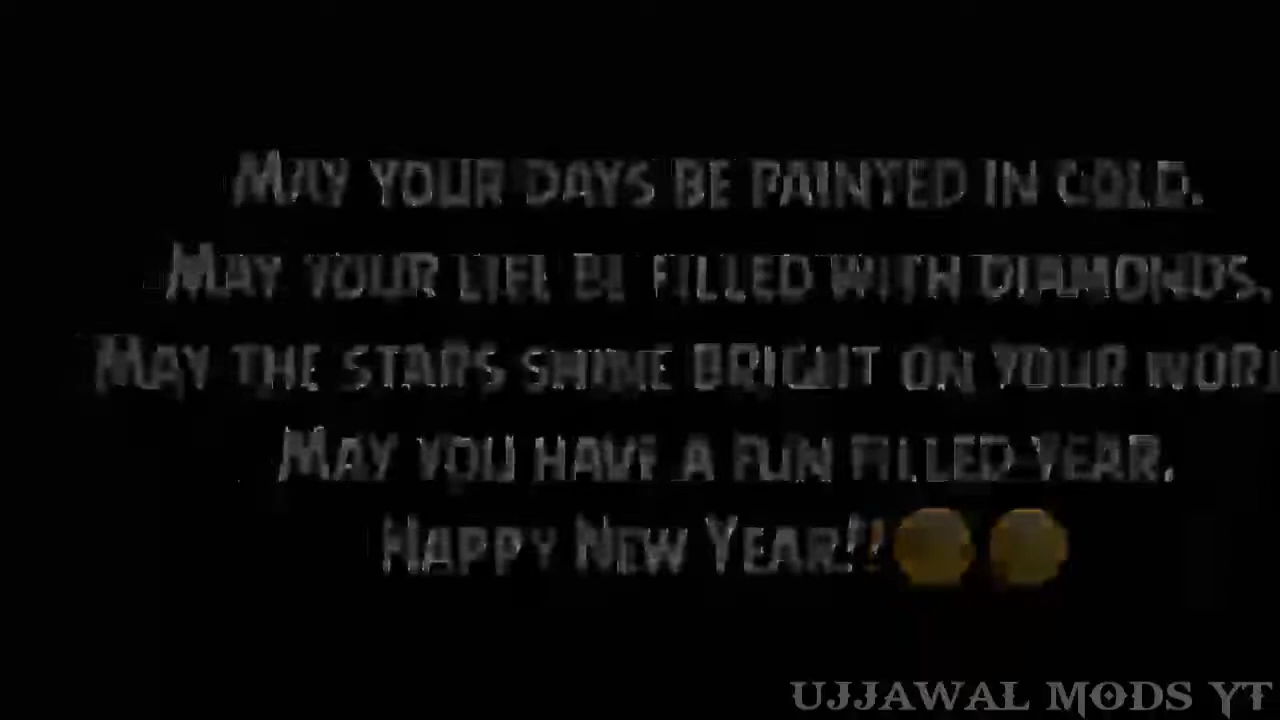 May your days be painted in gold.
May your life be filled with diamonds.
May the stars shine bright on your
May you have a fun filled year.
Happy New Year!!
UJJAWAL MODS YT